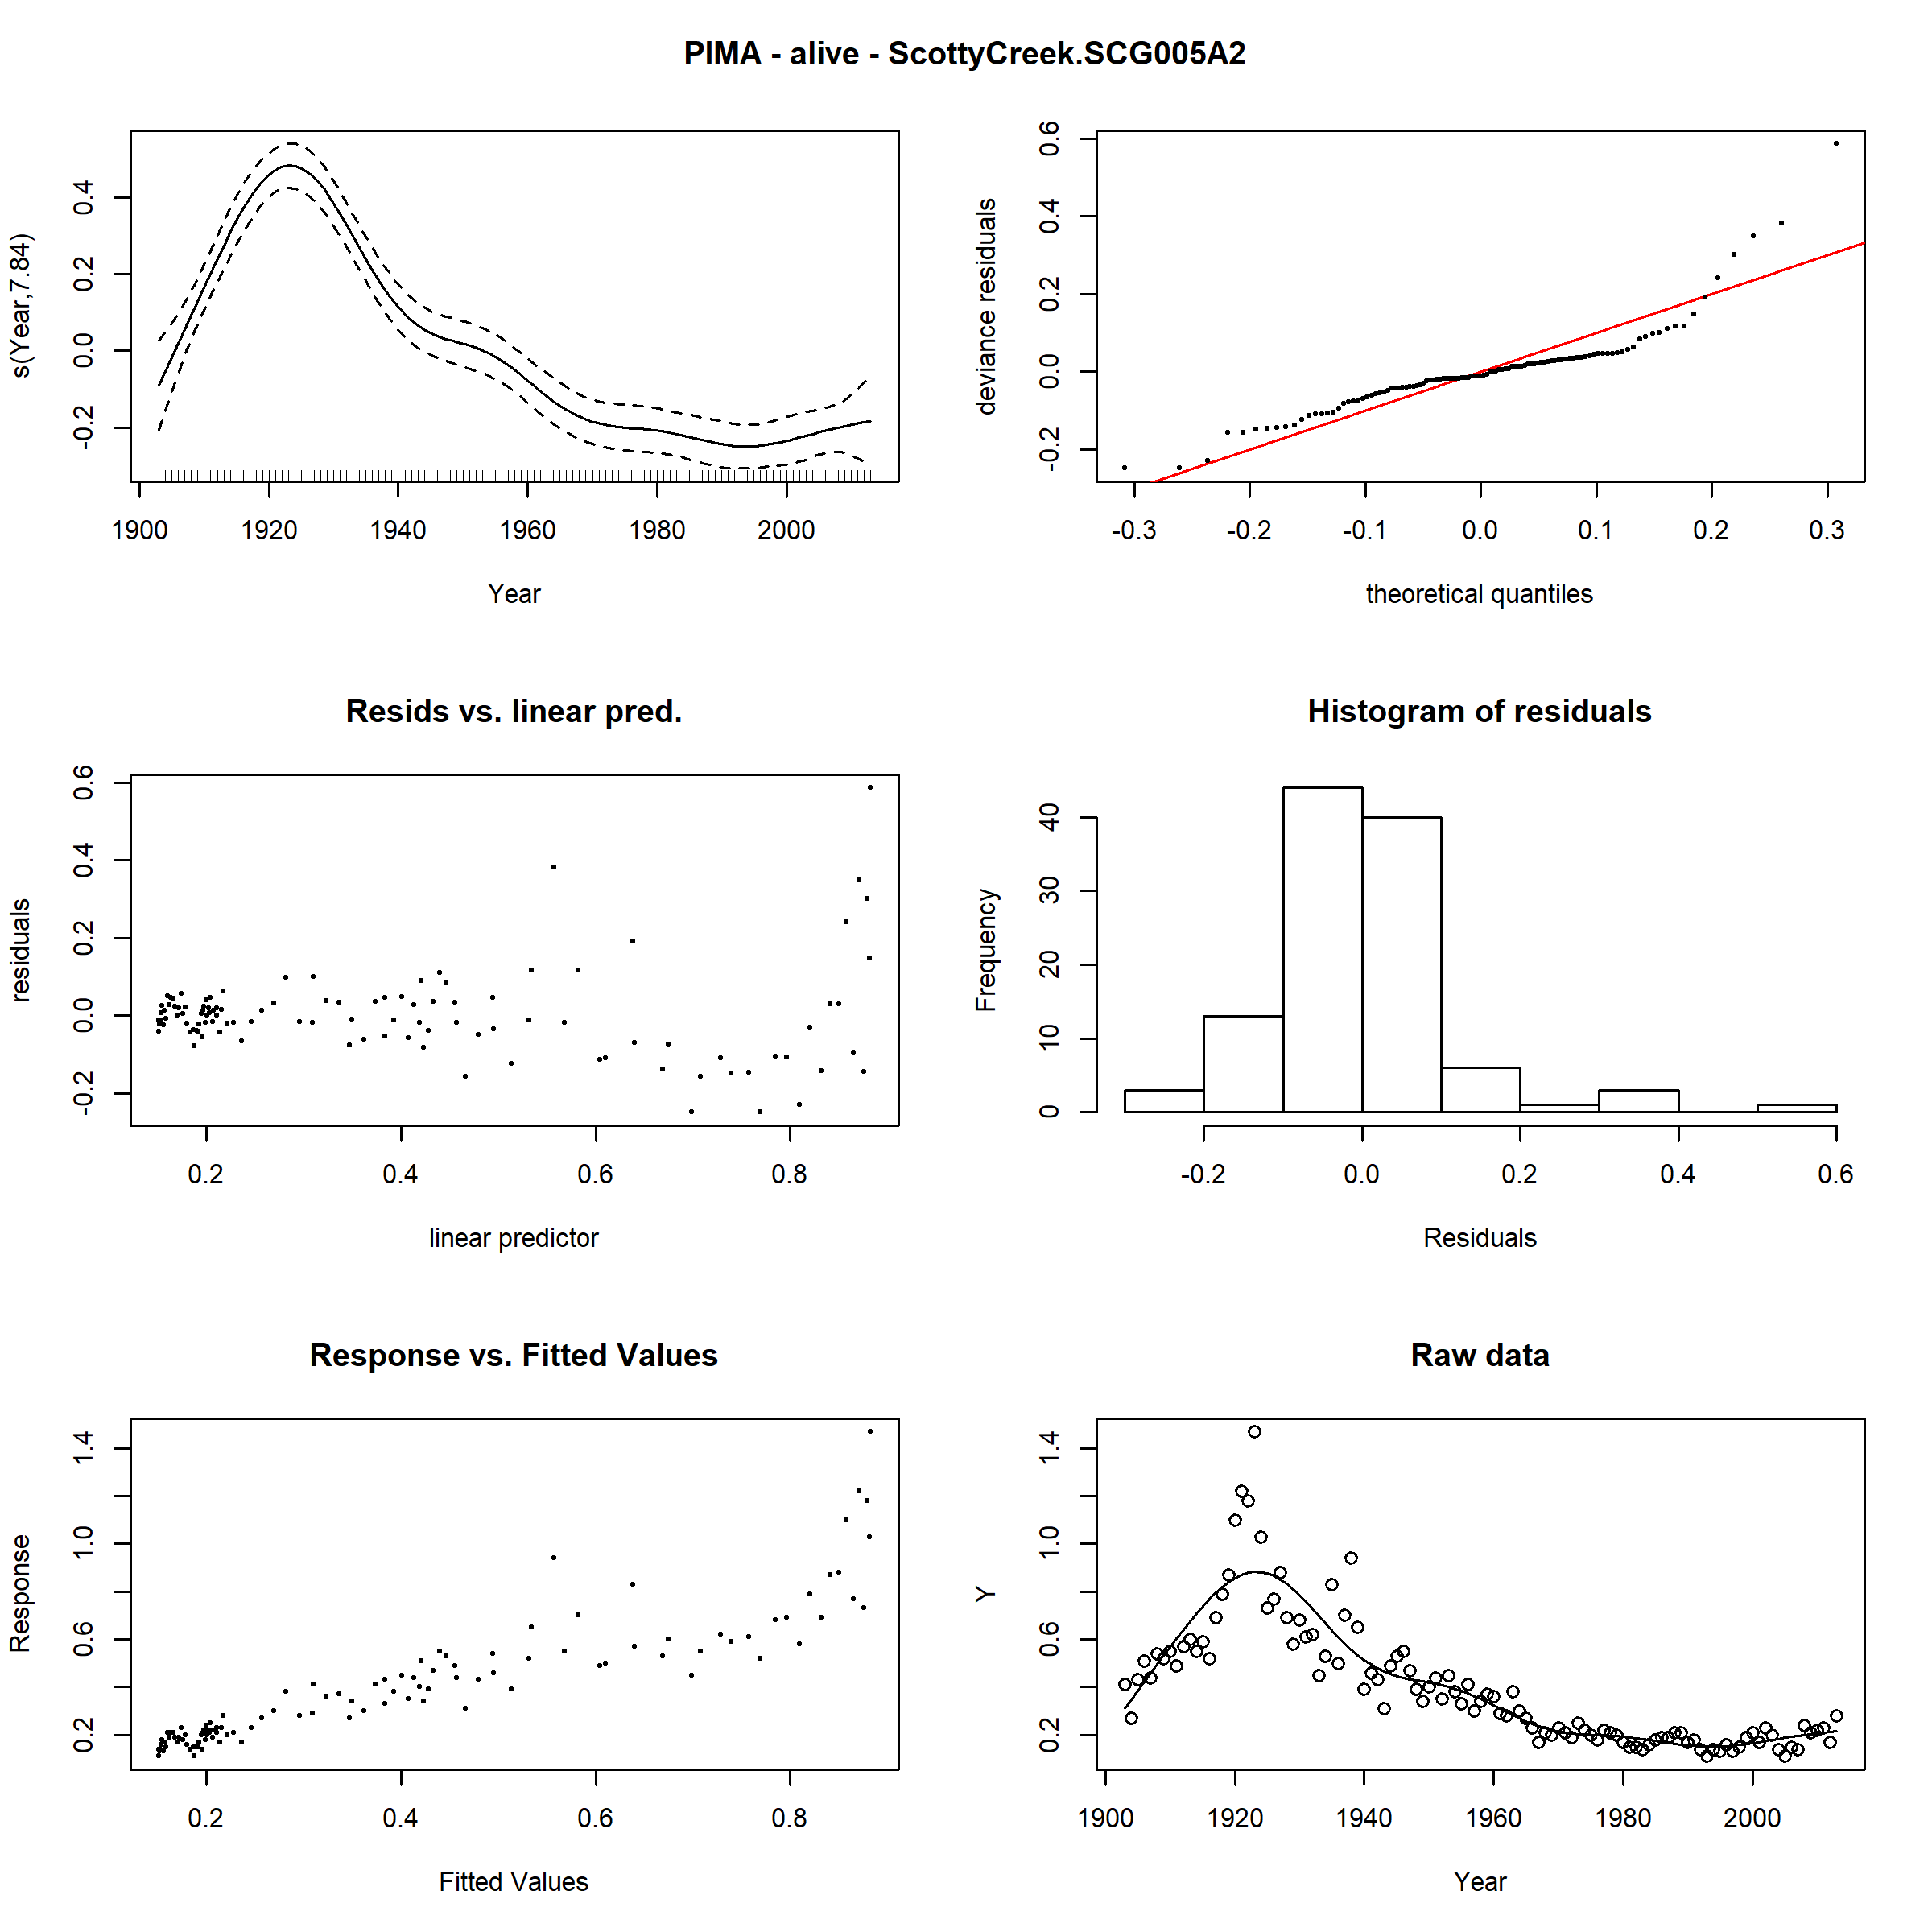 PIMA - alive - ScottyCreek.SCG005A2
s(Year,7.84)
-0.2 0.0 0.2 0.4
1900 1920 1940 1960 1980 2000
Year
deviance residuals
-0.2 0.0 0.2 0.4 0.6
-0.3 -0.2 -0.1 0.0 0.1 0.2 0.3
theoretical quantiles
Resids vs. linear pred.
residuals
-0.2 0.0 0.2 0.4 0.6
0.2 0.4 0.6 0.8
linear predictor
Histogram of residuals
Frequency
0 10 20 30 40
-0.2 0.0 0.2 0.4 0.6
Residuals
Response vs. Fitted Values
Response
0.2 0.6 1.0 1.4
0.2 0.4 0.6 0.8
Fitted Values
Raw data
Y
0.2 0.6 1.0 1.4
1900 1920 1940 1960 1980 2000
Year